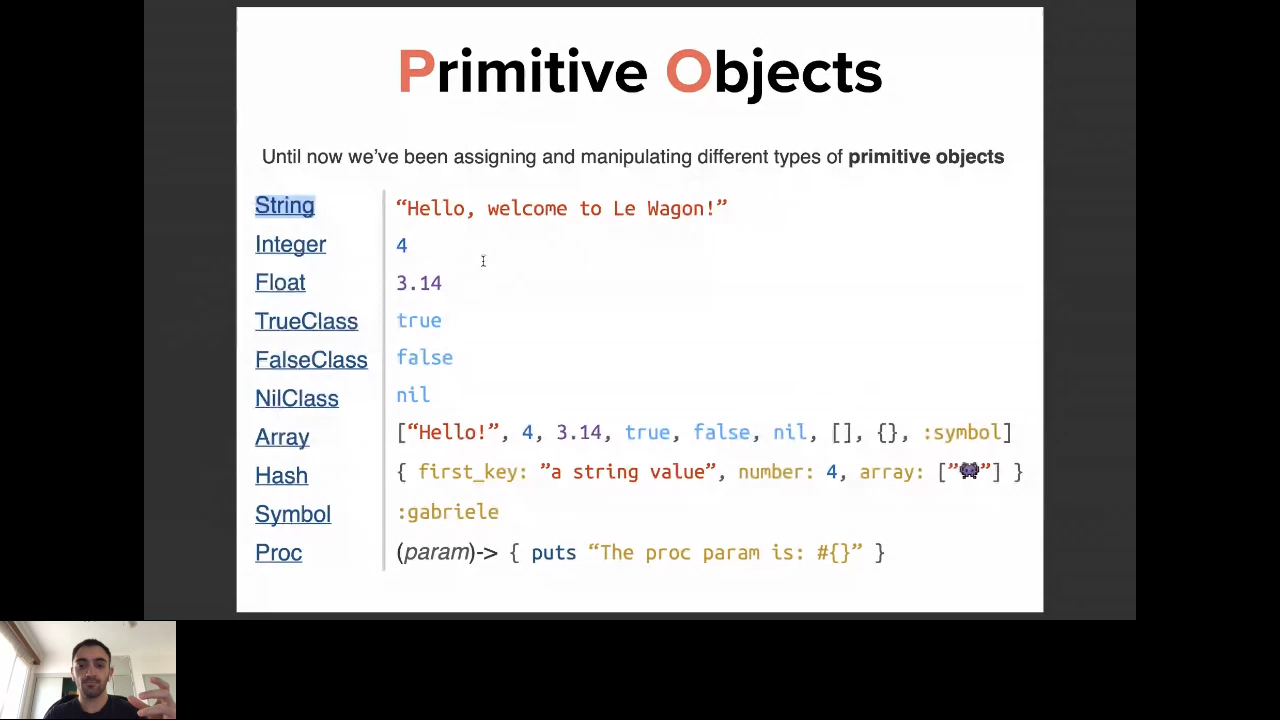 Primitive Objects
Until now we've been assigning and manipulating different types of primitive objects
String “Hello, welcome to Le Wagon!”
Integer 4
Float 3.14
TrueClass true
FalseClass false
NilClass nil
Array [“Hello!”, 4, 3.14, true, false, nil, [], {}, :symbol]
Hash { first_key: ”a string value”, number: 4, array: [”👾”] }
Symbol :gabriele
Proc (param)-> { puts “The proc param is: #{}” }